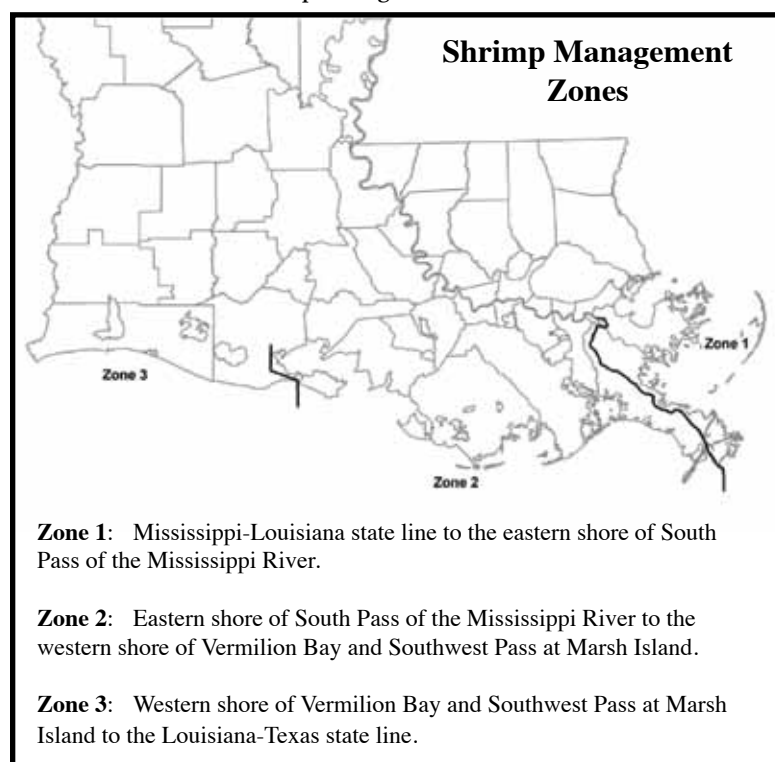 Shrimp Management
Zones
Zone 1
Zone 3
Zone 2
Zone 1: Mississippi-Louisiana state line to the eastern shore of South
Pass of the Mississippi River.
Zone 2: Eastern shore of South Pass of the Mississippi River to the
western shore of Vermilion Bay and Southwest Pass at Marsh Island.
Zone 3: Western shore of Vermilion Bay and Southwest Pass at Marsh
Island to the Louisiana-Texas state line.